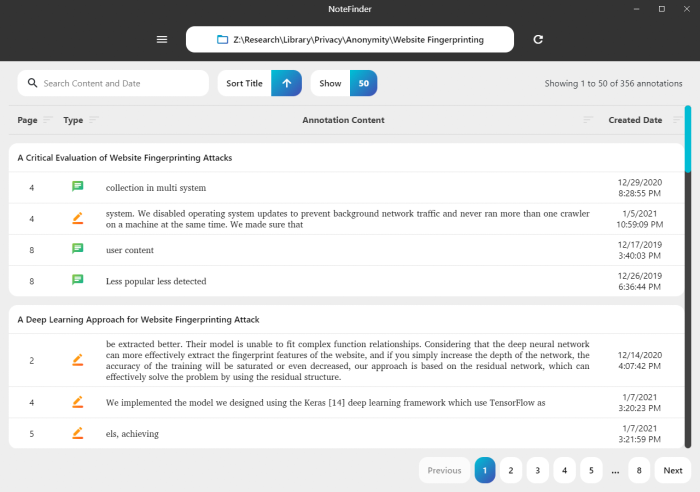 NoteFinder
Z:\Research\Library\Privacy\Anonymity\Website Fingerprinting
Search Content and Date
Sort Title
Show 50
Showing 1 to 50 of 356 annotations
Page Type Annotation Content Created Date
A Critical Evaluation of Website Fingerprinting Attacks
4 collection in multi system 12/29/2020
8:28:55 PM
4 system. We disabled operating system updates to prevent background network traffic and never ran more than one crawler 1/5/2021
on a machine at the same time. We made sure that 10:59:09 PM
8 user content 12/17/2019
3:40:03 PM
8 Less popular less detected 12/26/2019
6:36:44 PM
A Deep Learning Approach for Website Fingerprinting Attack
be extracted better. Their model is unable to fit complex function relationships. Considering that the deep neural network
2 can more effectively extract the fingerprint features of the website, and if you simply increase the depth of the network, the 12/14/2020
accuracy of the training will be saturated or even decreased, our approach is based on the residual network, which can 4:07:42 PM
effectively solve the problem by using the residual structure.
4 We implemented the model we designed using the Keras [14] deep learning framework which use TensorFlow as 1/7/2021
3:20:23 PM
5 els, achieving 1/7/2021
3:21:59 PM
Previous 1 2 3 4 5 ... 8 Next